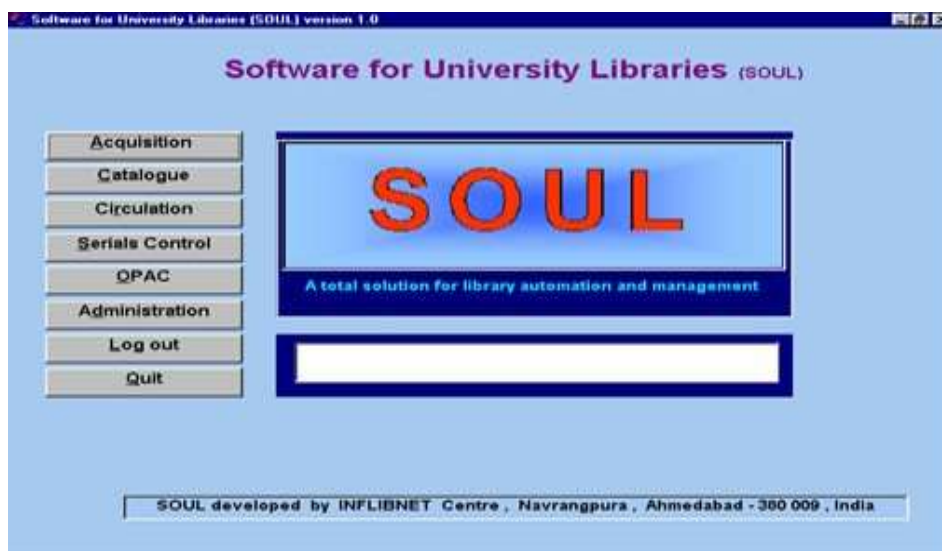 Software for University Libraries (SOUL) version 1.0
Software for University Libraries (SOUL)
Acquisition
Catalogue
Circulation
Serials Control
OPAC
Administration
Log out
Quit
SOUL
A total solution for library automation and management
SOUL developed by INFLIBNET Centre , Navrangpura , Ahmedabad - 380 009 , India